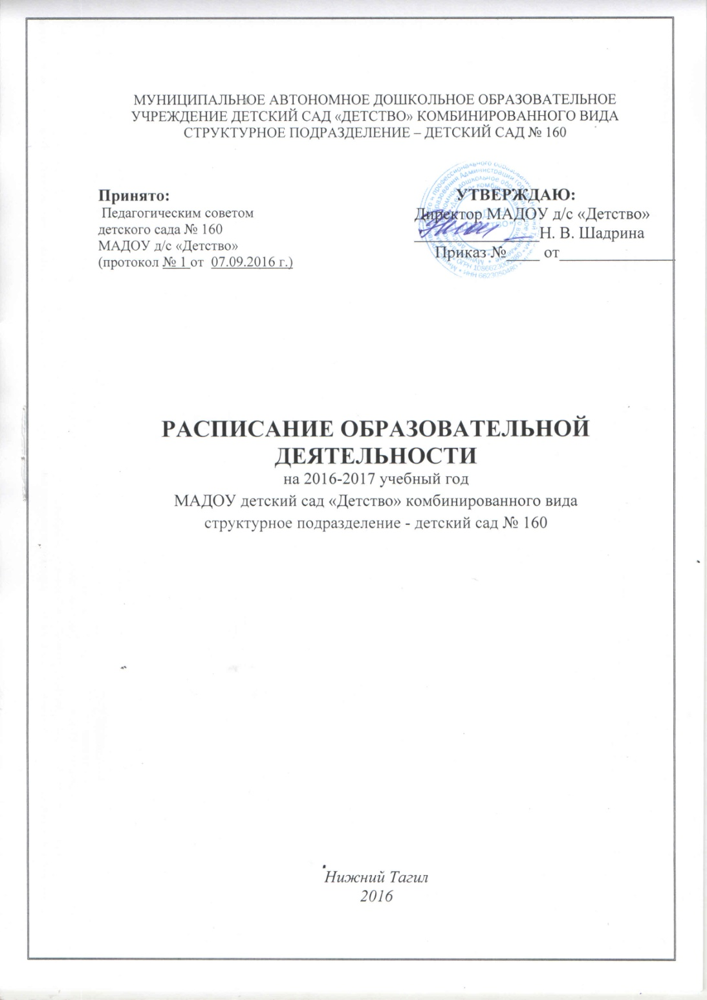 МУНИЦИПАЛЬНОЕ АВТОНОМНОЕ ДОШКОЛЬНОЕ ОБРАЗОВАТЕЛЬНОЕ
УЧРЕЖДЕНИЕ ДЕТСКИЙ САД «ДЕТСТВО» КОМБИНИРОВАННОГО ВИДА
СТРУКТУРНОЕ ПОДРАЗДЕЛЕНИЕ – ДЕТСКИЙ САД № 160
Принято:
Педагогическим советом
детского сада № 160
МАДОУ д/с «Детство»
(протокол № 1 от 07.09.2016 г.)
УТВЕРЖДАЮ:
Директор МАДОУ д/с «Детство»
Н. В. Шадрина
Приказ №____ от______________
РАСПИСАНИЕ ОБРАЗОВАТЕЛЬНОЙ
ДЕЯТЕЛЬНОСТИ
на 2016-2017 учебный год
МАДОУ детский сад «Детство» комбинированного вида
структурное подразделение - детский сад № 160
Нижний Тагил
2016